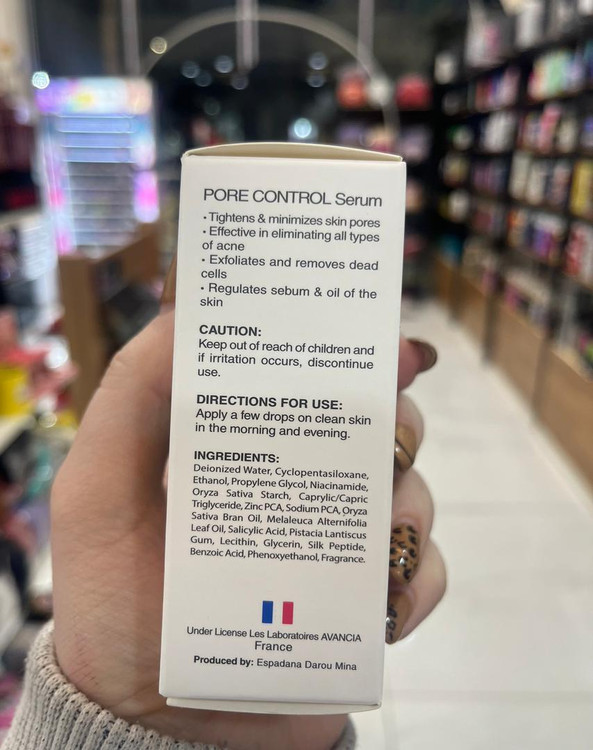 PORE CONTROL Serum
• Tightens & minimizes skin pores
• Effective in eliminating all types
of acne
• Exfoliates and removes dead
cells
• Regulates sebum & oil of the
skin
CAUTION:
Keep out of reach of children and
if irritation occurs, discontinue
use.
DIRECTIONS FOR USE:
Apply a few drops on clean skin
in the morning and evening.
INGREDIENTS:
Deionized Water, Cyclopentasiloxane,
Ethanol, Propylene Glycol, Niacinamide,
Oryza Sativa Starch, Caprylic/Capric
Triglyceride, Zinc PCA, Sodium PCA, Oryza
Sativa Bran Oil, Melaleuca Alternifolia
Leaf Oil, Salicylic Acid, Pistacia Lantiscus
Gum, Lecithin, Glycerin, Silk Peptide,
Benzoic Acid, Phenoxyethanol, Fragrance.
Under License Les Laboratoires AVANCIA
France
Produced by: Espadana Darou Mina